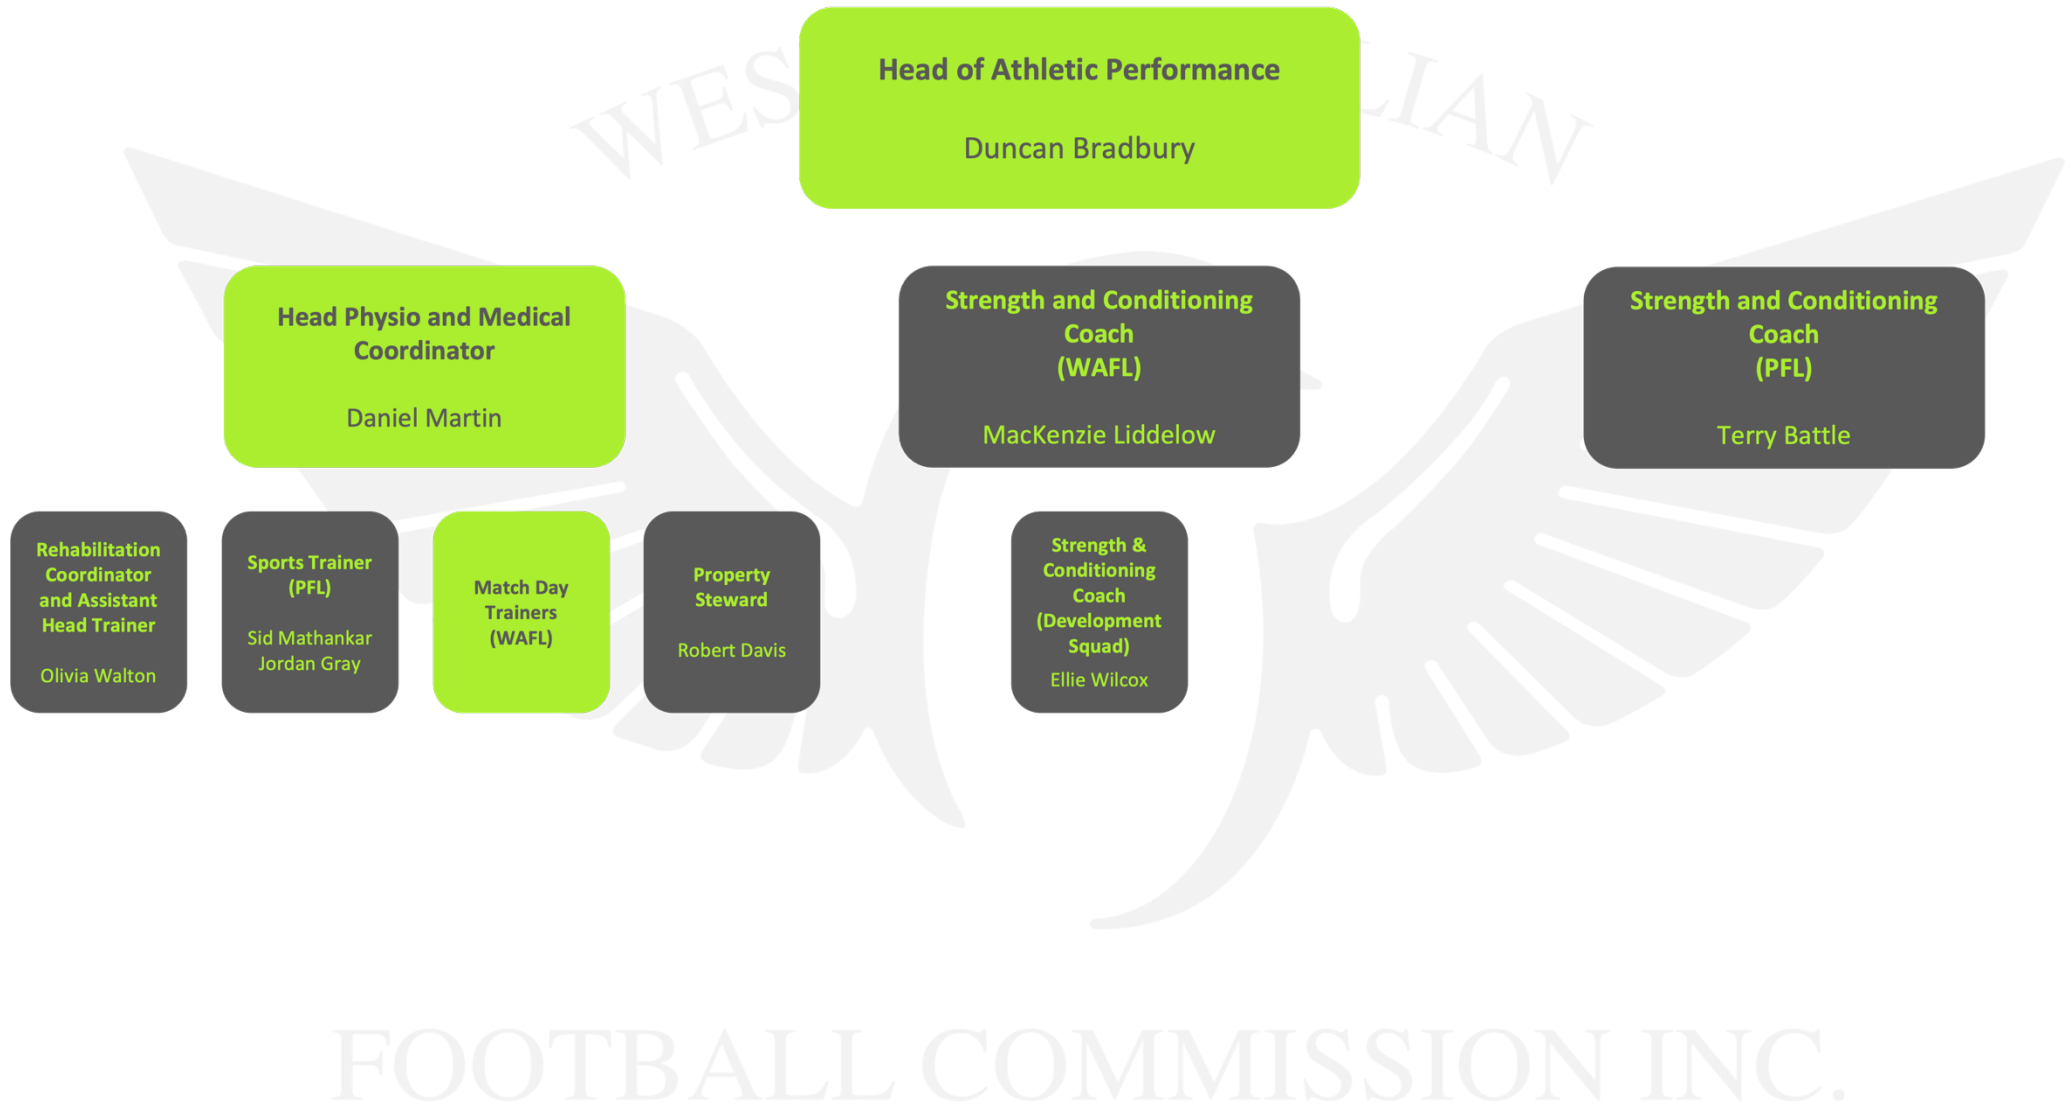 WES
LIAN
Head of Athletic Performance
Duncan Bradbury
Head Physio and Medical
Coordinator
Daniel Martin
Strength and Conditioning
Coach
(WAFL)
MacKenzie Liddelow
Strength and Conditioning
Coach
(PFL)
Terry Battle
Rehabilitation
Coordinator
and Assistant
Head Trainer
Olivia Walton
Sports Trainer
(PFL)
Sid Mathankar
Jordan Gray
Match Day
Trainers
(WAFL)
Property
Steward
Robert Davis
Strength &
Conditioning
Coach
(Development
Squad)
Ellie Wilcox
FOOTBALL COMMISSION INC.